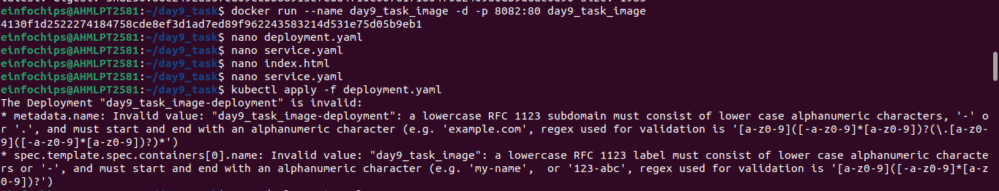 einfochips@AHMLPT2581:~/day9_task$ docker run --name day9_task_image -d -p 8082:80 day9_task_image
4130f1d2522274184758cde8ef3d1ad7ed89f962243583214d531e75d05b9eb1
einfochips@AHMLPT2581:~/day9_task$ nano deployment.yaml
einfochips@AHMLPT2581:~/day9_task$ nano service.yaml
einfochips@AHMLPT2581:~/day9_task$ nano index.html
einfochips@AHMLPT2581:~/day9_task$ nano service.yaml
einfochips@AHMLPT2581:~/day9_task$ kubectl apply -f deployment.yaml
The Deployment "day9_task_image-deployment" is invalid:
* metadata.name: Invalid value: "day9_task_image-deployment": a lowercase RFC 1123 subdomain must consist of lower case alphanumeric characters, '-' o
r '.', and must start and end with an alphanumeric character (e.g. 'example.com', regex used for validation is '[a-z0-9]([-a-z0-9]*[a-z0-9])?(\.[a-z0-
9]([-a-z0-9]*[a-z0-9])?)*')
* spec.template.spec.containers[0].name: Invalid value: "day9_task_image": a lowercase RFC 1123 label must consist of lower case alphanumeric characte
rs or '-', and must start and end with an alphanumeric character (e.g. 'my-name',  or '123-abc', regex used for validation is '[a-z0-9]([-a-z0-9]*[a-z
0-9])?')